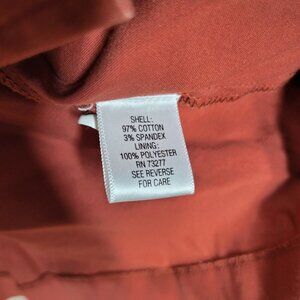 SHELL:
97% COTTON
3% SPANDEX
LINING:
100% POLYESTER
RN 73277
SEE REVERSE
FOR CARE